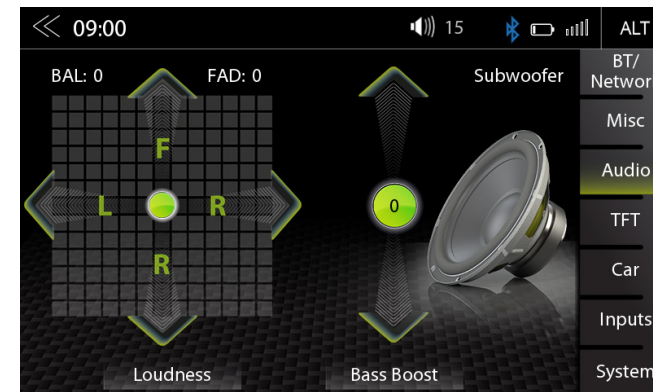 09:00
15
ALT
BAL: 0
FAD: 0
Subwoofer
BT/
Networ
Misc
F
Audio
L
R
0
TFT
R
Car
Inputs
Loudness
Bass Boost
System